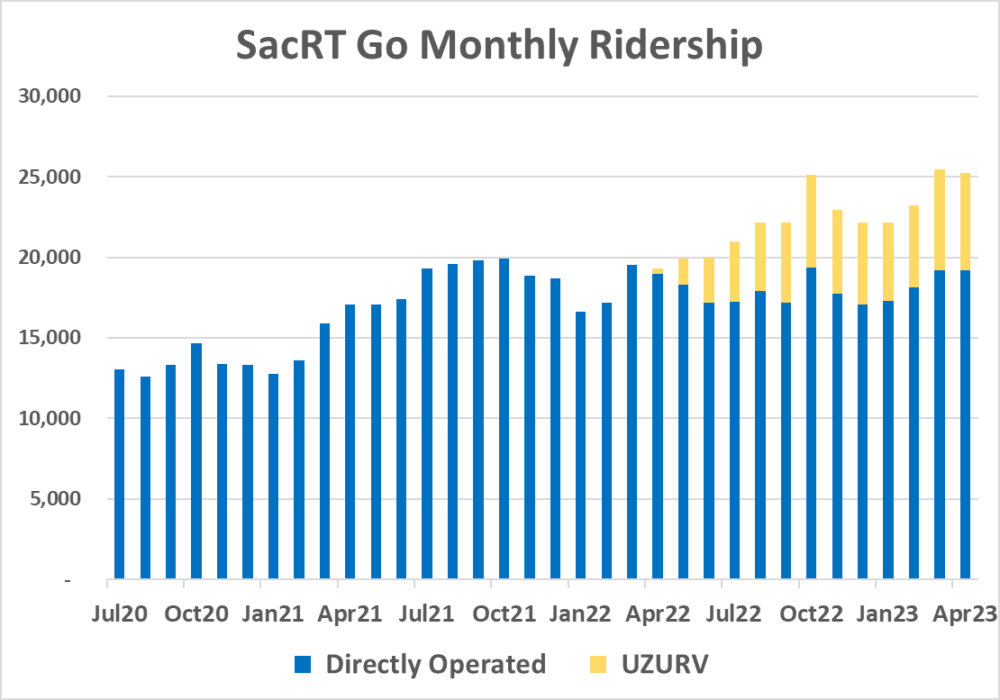 SacRT Go Monthly Ridership
30,000
25,000
20,000
15,000
10,000
5,000
-
Jul20 Oct20 Jan21 Apr21 Jul21 Oct21 Jan22 Apr22 Jul22 Oct22 Jan23 Apr23
Directly Operated UZURV